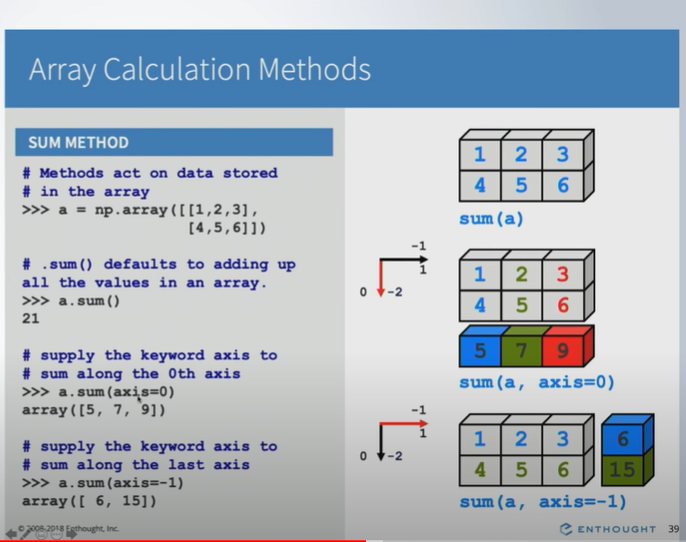 Array Calculation Methods
SUM METHOD
# Methods act on data stored
# in the array
>>> a = np.array([[1,2,3],
[4,5,6]])
# .sum() defaults to adding up
all the values in an array.
>>> a.sum()
21
# supply the keyword axis to
# sum along the 0th axis
>>> a.sum(axis=0)
array([5, 7, 9])
# supply the keyword axis to
# sum along the last axis
>>> a.sum(axis=-1)
array([ 6, 15])
1 2 3
4 5 6
sum(a)
-1
1
0 -2
1 2 3
4 5 6
5 7 9
sum(a, axis=0)
-1
1
0 -2
1 2 3 6
4 5 6 15
sum(a, axis=-1)
© 2008-2018 Enthought, Inc.
ENTHOUGHT 39